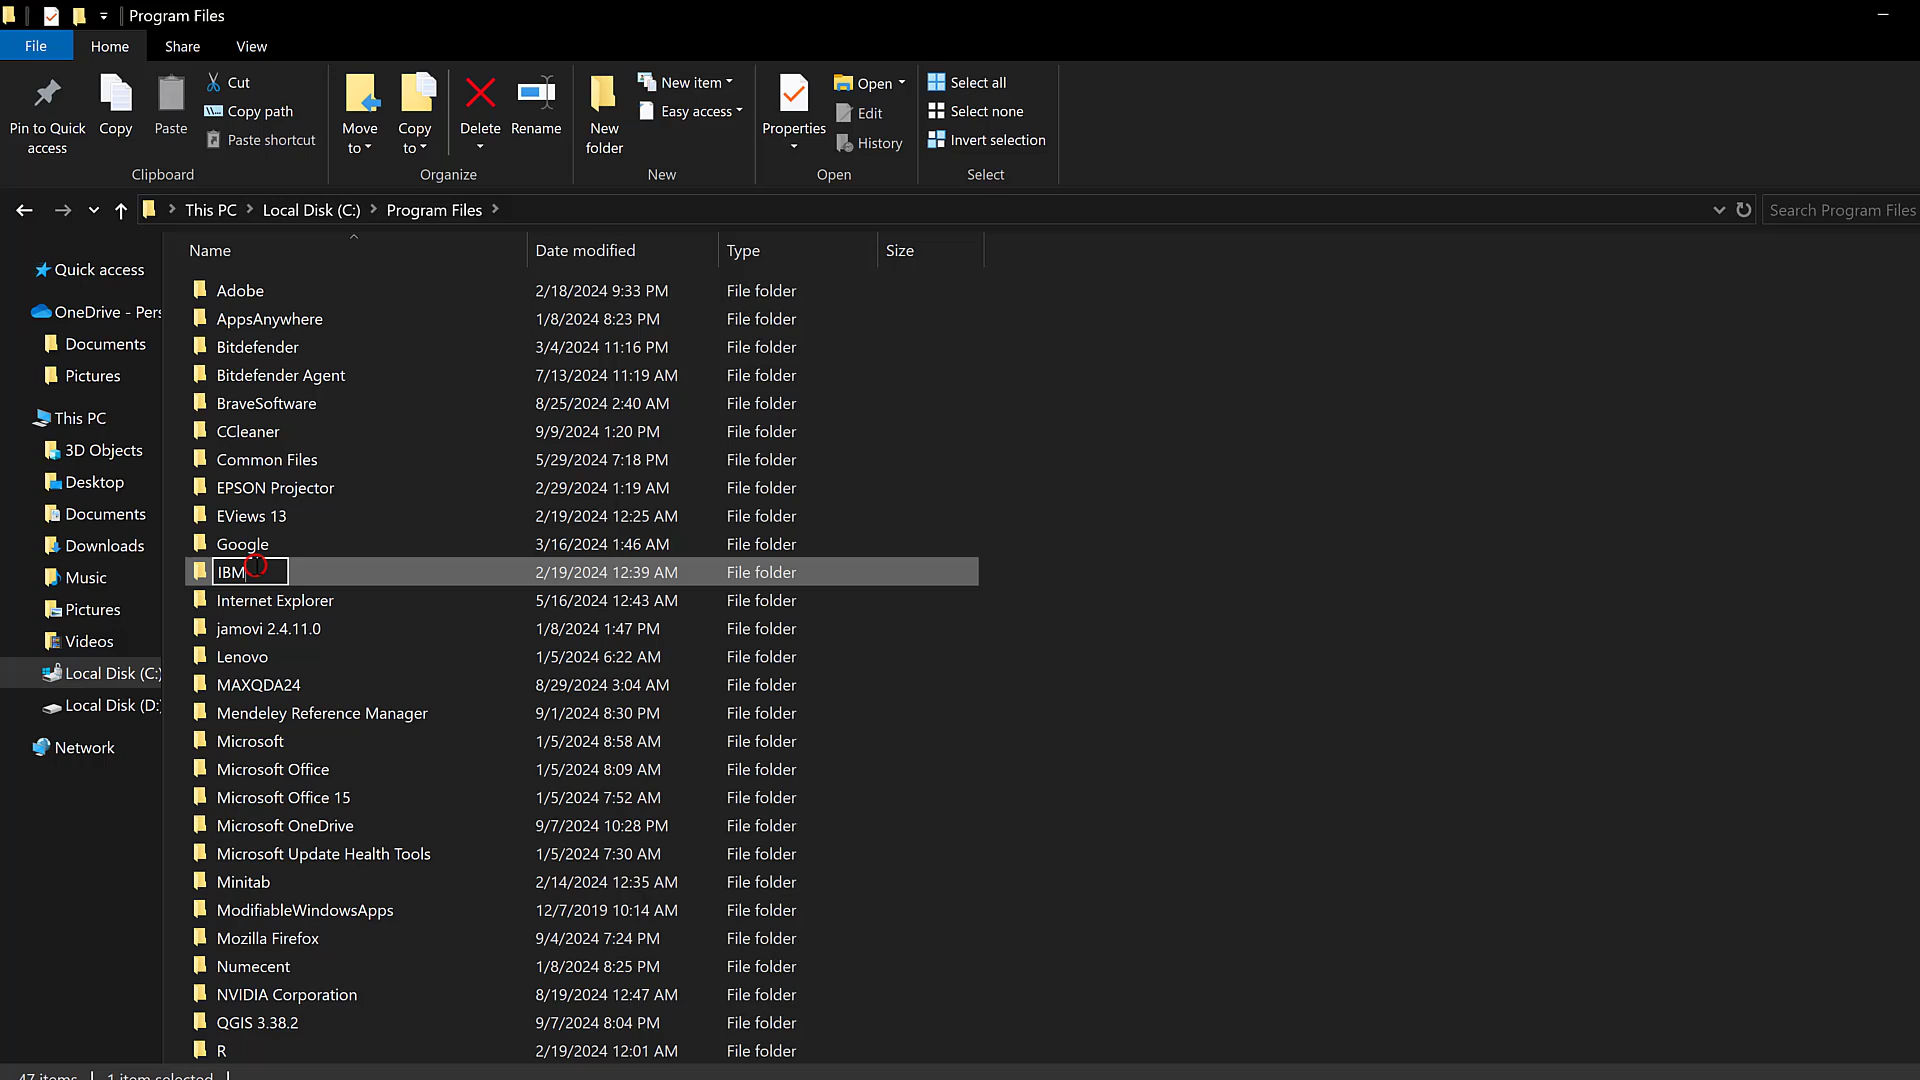 Program Files
File Home Share View
Pin to Quick access
Copy
Paste
Cut
Copy path
Paste shortcut
Clipboard
Move to
Copy to
Delete
Rename
Organize
New folder
New item
Easy access
New
Properties
Open
Edit
History
Open
Select all
Select none
Invert selection
Select
This PC Local Disk (C:) Program Files
Search Program Files
Quick access
OneDrive - Pers
Documents
Pictures
This PC
3D Objects
Desktop
Documents
Downloads
Music
Pictures
Videos
Local Disk (C:)
Local Disk (D:)
Network
Name Date modified Type Size
Adobe 2/18/2024 9:33 PM File folder
AppsAnywhere 1/8/2024 8:23 PM File folder
Bitdefender 3/4/2024 11:16 PM File folder
Bitdefender Agent 7/13/2024 11:19 AM File folder
BraveSoftware 8/25/2024 2:40 AM File folder
CCleaner 9/9/2024 1:20 PM File folder
Common Files 5/29/2024 7:18 PM File folder
EPSON Projector 2/29/2024 1:19 AM File folder
EViews 13 2/19/2024 12:25 AM File folder
Google 3/16/2024 1:46 AM File folder
IBM 2/19/2024 12:39 AM File folder
Internet Explorer 5/16/2024 12:43 AM File folder
jamovi 2.4.11.0 1/8/2024 1:47 PM File folder
Lenovo 1/5/2024 6:22 AM File folder
MAXQDA24 8/29/2024 3:04 AM File folder
Mendeley Reference Manager 9/1/2024 8:30 PM File folder
Microsoft 1/5/2024 8:58 AM File folder
Microsoft Office 1/5/2024 8:09 AM File folder
Microsoft Office 15 1/5/2024 7:52 AM File folder
Microsoft OneDrive 9/7/2024 10:28 PM File folder
Microsoft Update Health Tools 1/5/2024 7:30 AM File folder
Minitab 2/14/2024 12:35 AM File folder
ModifiableWindowsApps 12/7/2019 10:14 AM File folder
Mozilla Firefox 9/4/2024 7:24 PM File folder
Numecent 1/8/2024 8:25 PM File folder
NVIDIA Corporation 8/19/2024 12:47 AM File folder
QGIS 3.38.2 9/7/2024 8:04 PM File folder
R 2/19/2024 12:01 AM File folder
47 items 1 item selected